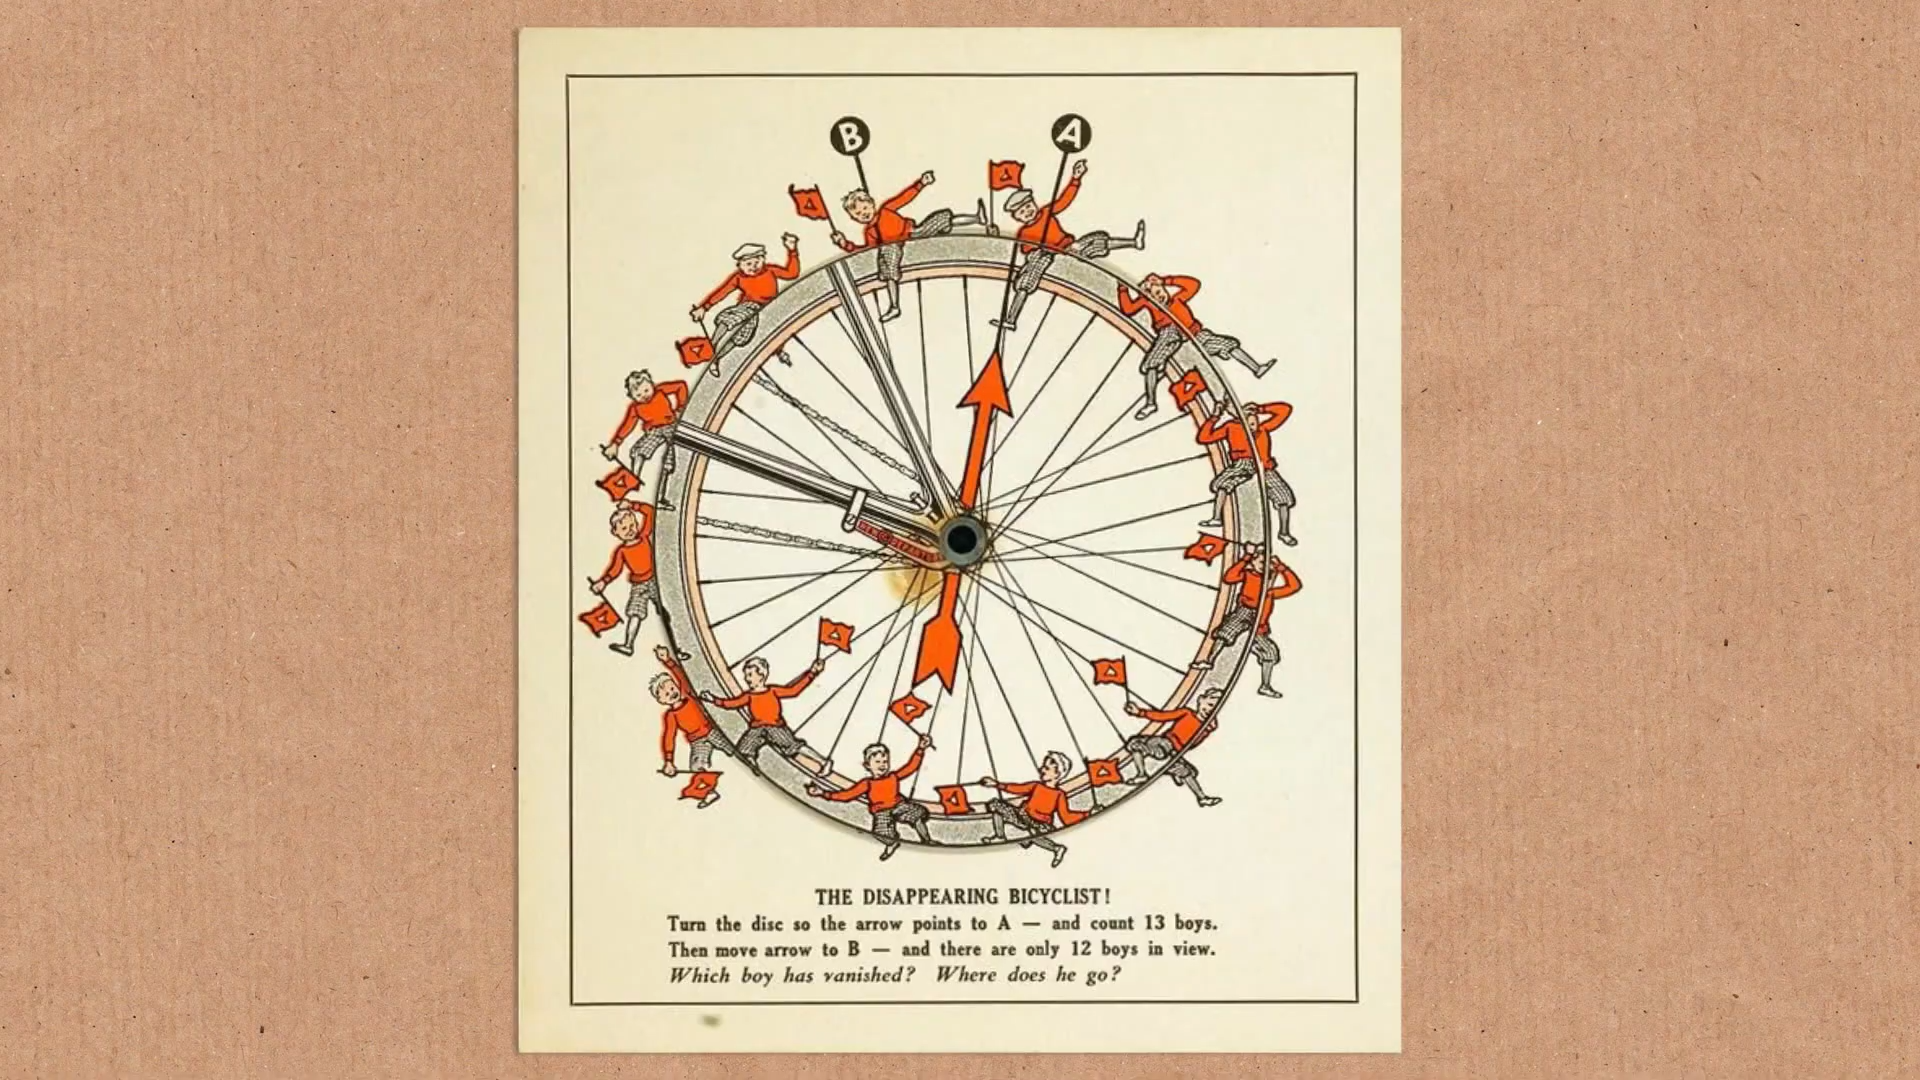 B
A
THE DISAPPEARING BICYCLIST!
Turn the disc so the arrow points to A — and count 13 boys.
Then move arrow to B — and there are only 12 boys in view.
Which boy has vanished? Where does he go?